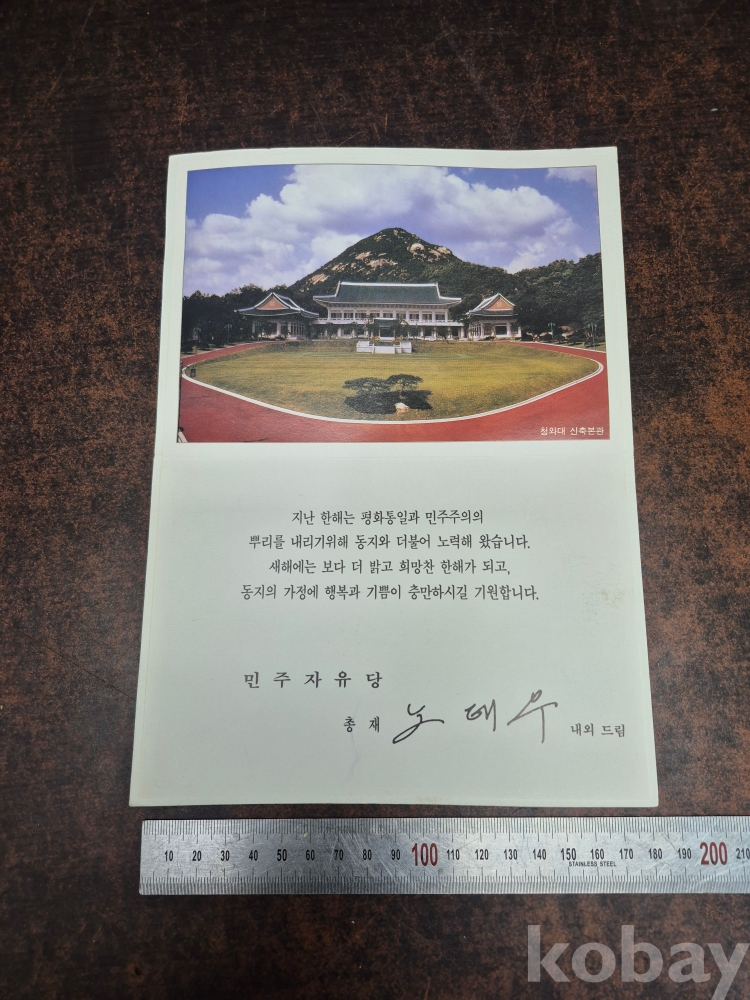 청와대 신축본관
지난 한해는 평화통일과 민주주의의
뿌리를 내리기위해 동지와 더불어 노력해 왔습니다.
새해에는 보다 더 밝고 희망찬 한해가 되고,
동지의 가정에 행복과 기쁨이 충만하시길 기원합니다.
민주자유당
총재 노태우 내외 드림
10 20 30 40 50 60 70 80 90 100 110 120 130 140 150 160 170 180 190 200 210
STAINLESS STEEL
kobay